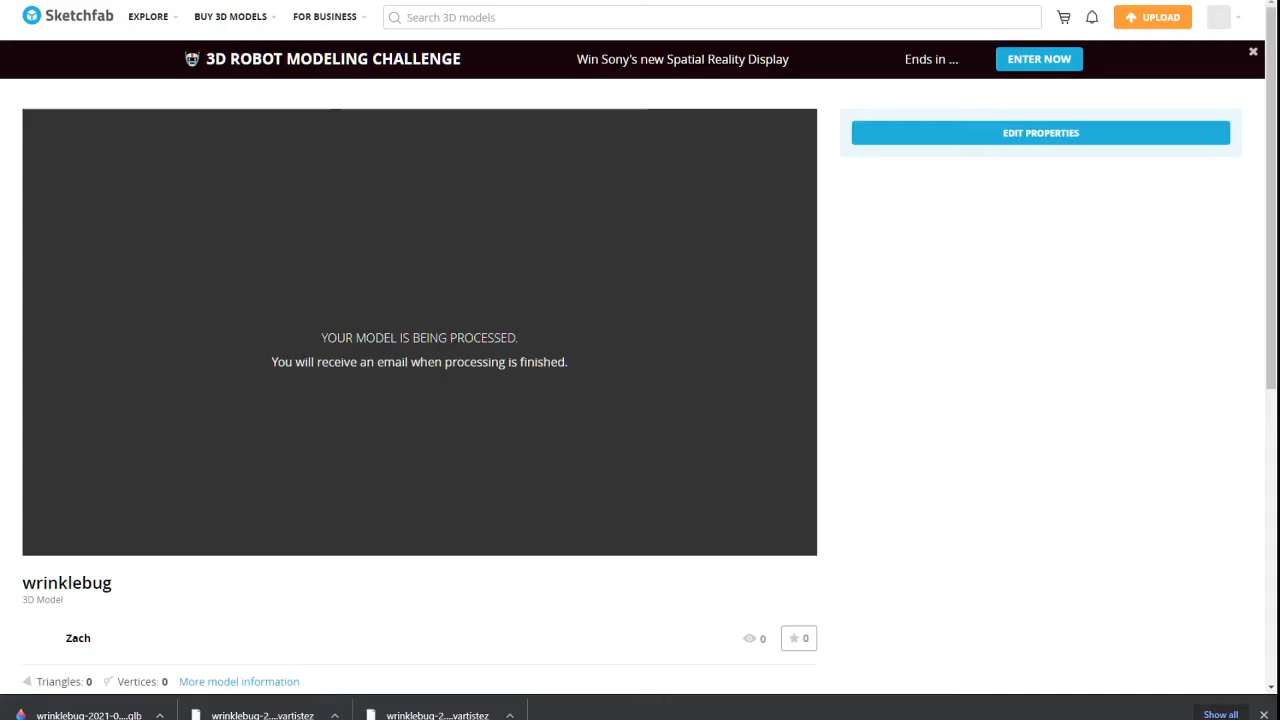 Sketchfab EXPLORE BUY 3D MODELS FOR BUSINESS Search 3D models UPLOAD
3D ROBOT MODELING CHALLENGE Win Sony's new Spatial Reality Display Ends in ... ENTER NOW
EDIT PROPERTIES
YOUR MODEL IS BEING PROCESSED.
You will receive an email when processing is finished.
wrinklebug
3D Model
Zach 0 0
Triangles: 0 Vertices: 0 More model information
wrinklebug-2021-0....glb wrinklebug-2....vartistez wrinklebug-2....vartistez Show all